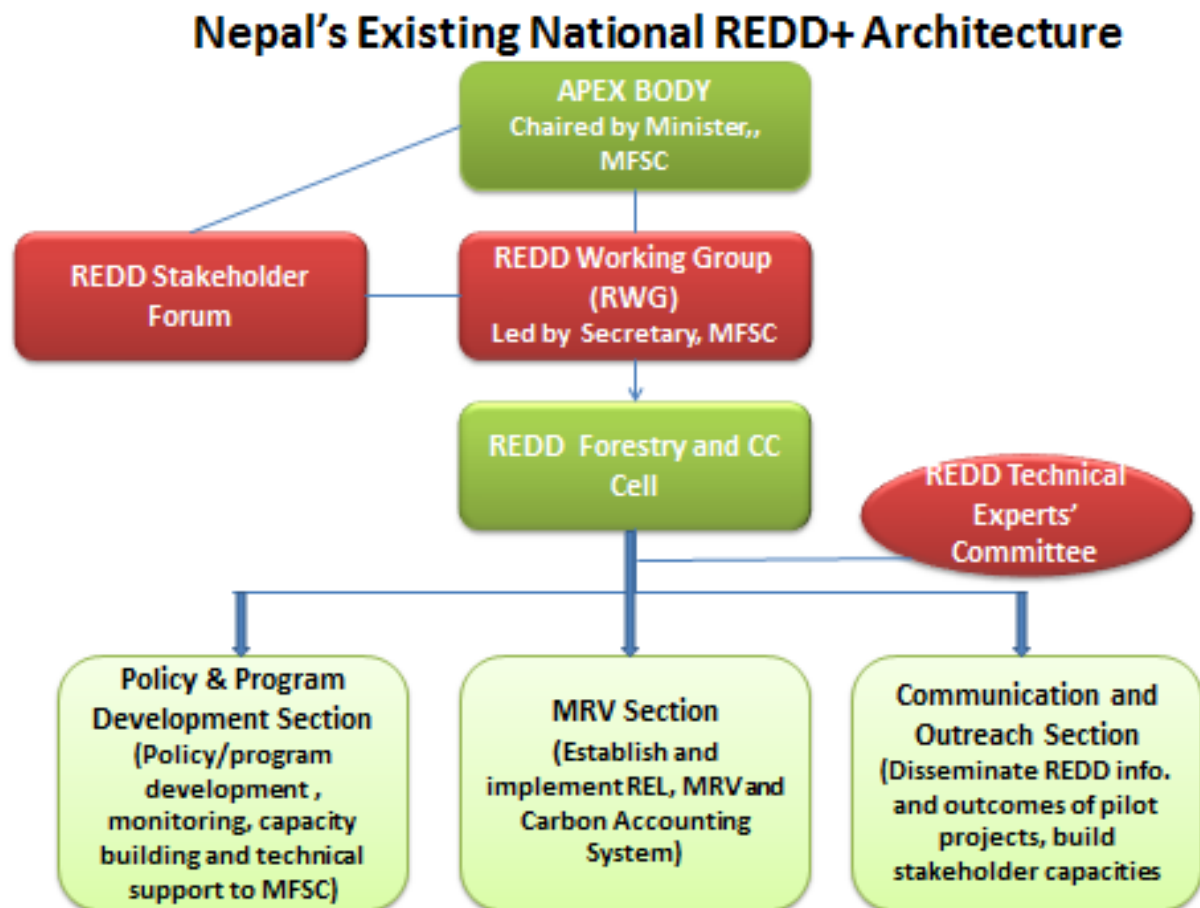 Nepal's Existing National REDD+ Architecture
APEX BODY
Chaired by Minister,,
MFSC
REDD Stakeholder
Forum
REDD Working Group
(RWG)
Led by Secretary, MFSC
REDD Forestry and CC
Cell
REDD Technical
Experts'
Committee
Policy & Program
Development Section
(Policy/program
development ,
monitoring, capacity
building and technical
support to MFSC)
MRV Section
(Establish and
implement REL, MRV and
Carbon Accounting
System)
Communication and
Outreach Section
(Disseminate REDD info.
and outcomes of pilot
projects, build
stakeholder capacities